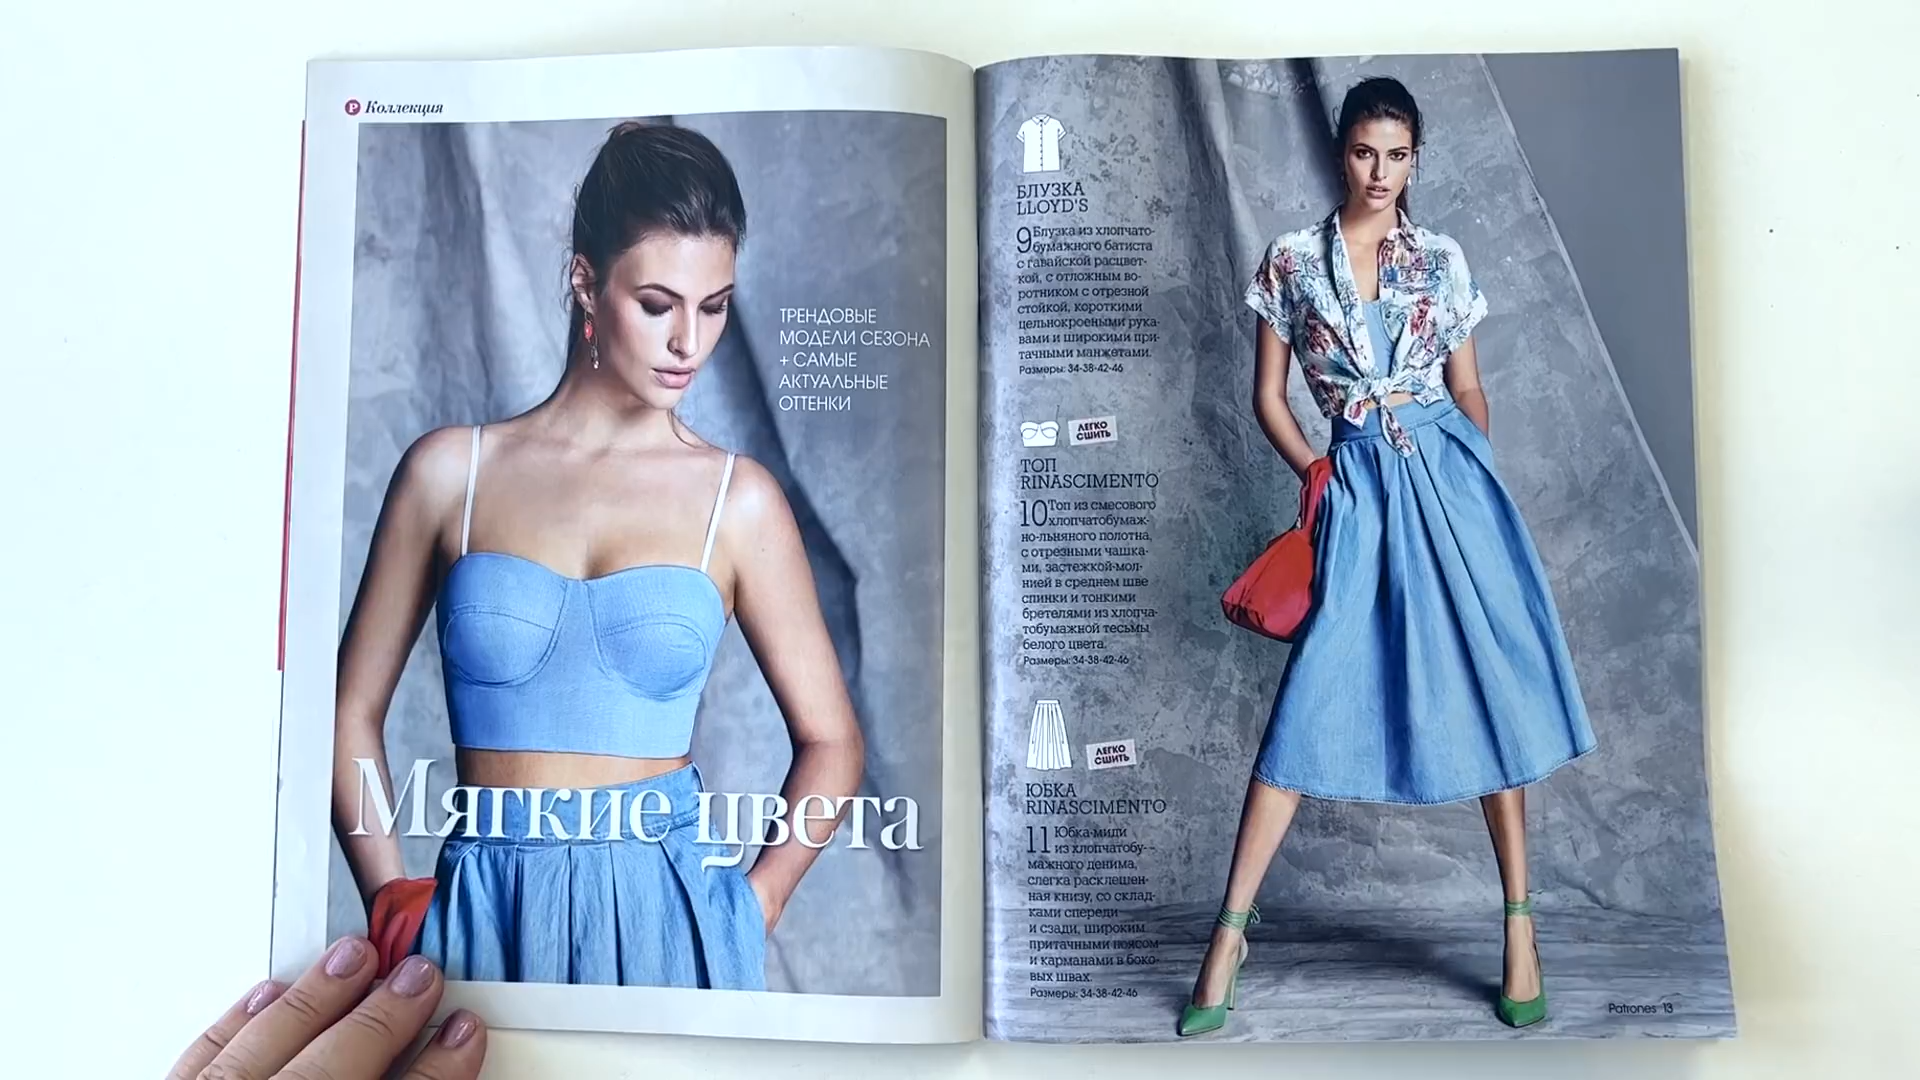 P Коллекция
ТРЕНДОВЫЕ
МОДЕЛИ СЕЗОНА
+ САМЫЕ
АКТУАЛЬНЫЕ
ОТТЕНКИ
Мягкие цвета
БЛУЗКА
LLOYD'S
9 Блузка из хлопчато-
бумажного батиста
с гавайской расцвет-
кой, с отложным во-
ротником с отрезной
стойкой, короткими
цельнокроеными рука-
вами и широкими при-
тачными манжетами.
Размеры: 34-38-42-46
ЛЕГКО
СШИТЬ
ТОП
RINASCIMENTO
10 Топ из смесового
хлопчатобумаж-
но-льняного полотна,
с отрезными чашка-
ми, застежкой-мол-
нией в среднем шве
спинки и тонкими
бретелями из хлопча-
тобумажной тесьмы
белого цвета.
Размеры: 34-38-42-46
ЛЕГКО
СШИТЬ
ЮБКА
RINASCIMENTO
11 Юбка-миди
из хлопчатобу-
мажного денима,
слегка расклешен-
ная книзу, со склад-
ками спереди
и сзади, широким
притачным поясом
и карманами в боко-
вых швах.
Размеры: 34-38-42-46
Patrones 13